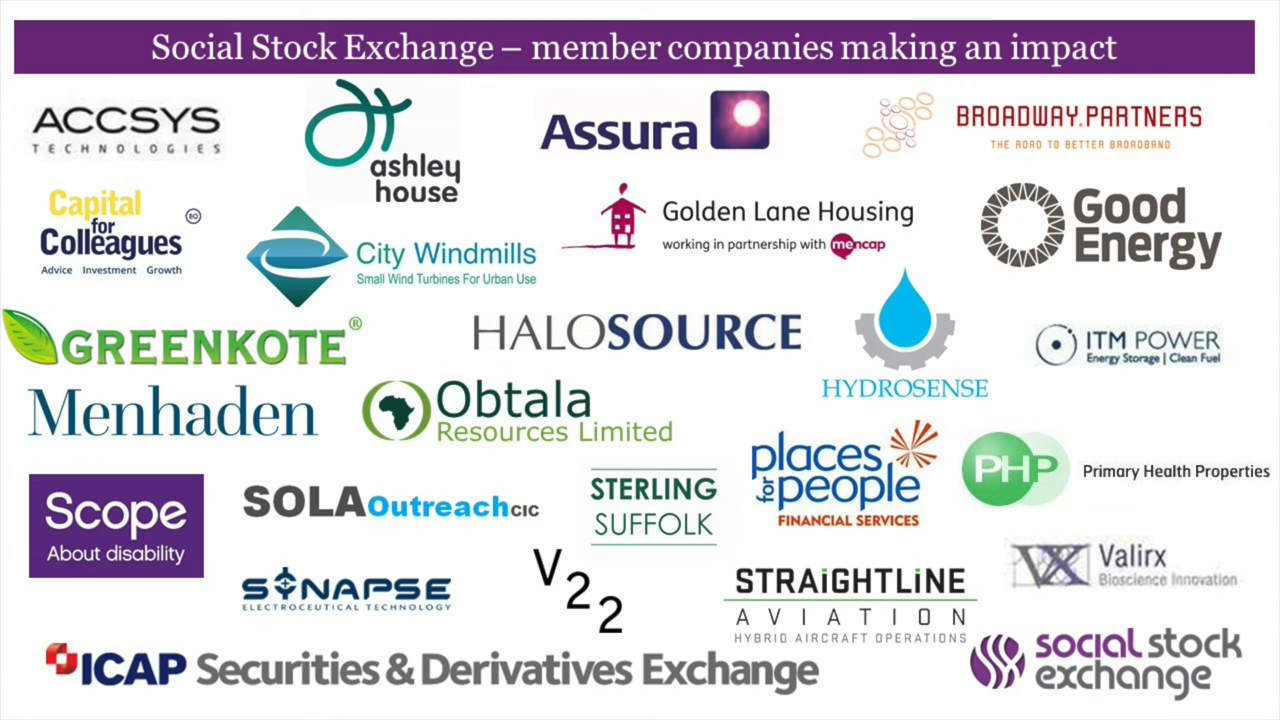 Social Stock Exchange – member companies making an impact
ACCSYS
TECHNOLOGIES
ashley
house
Assura
BROADWAY.PARTNERS
THE ROAD TO BETTER BROADBAND
Capital
for
Colleagues
EO
Advice Investment Growth
City Windmills
Small Wind Turbines For Urban Use
Golden Lane Housing
working in partnership with mencap
Good
Energy
GREENKOTE®
HALOSOURCE
HYDROSENSE
ITM POWER
Energy Storage | Clean Fuel
Menhaden
Obtala
Resources Limited
places
for people
FINANCIAL SERVICES
PHP
Primary Health Properties
Scope
About disability
SOLAOutreachCIC
STERLING
SUFFOLK
SYNAPSE
ELECTROCEUTICAL TECHNOLOGY
V22
STRAiGHTLiNE
AVIATION
HYBRID AIRCRAFT OPERATIONS
VX
Valirx
Bioscience Innovation
ICAP Securities & Derivatives Exchange
social stock
exchange